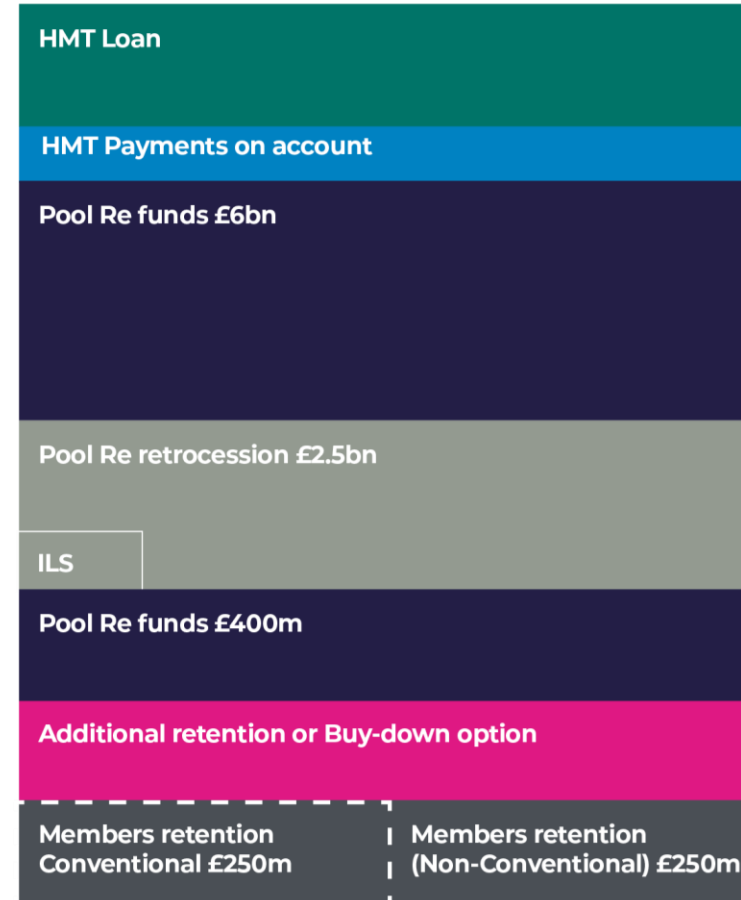 HMT Loan
HMT Payments on account
Pool Re funds £6bn
Pool Re retrocession £2.5bn
ILS
Pool Re funds £400m
Additional retention or Buy-down option
Members retention
Conventional £250m
Members retention
(Non-Conventional) £250m